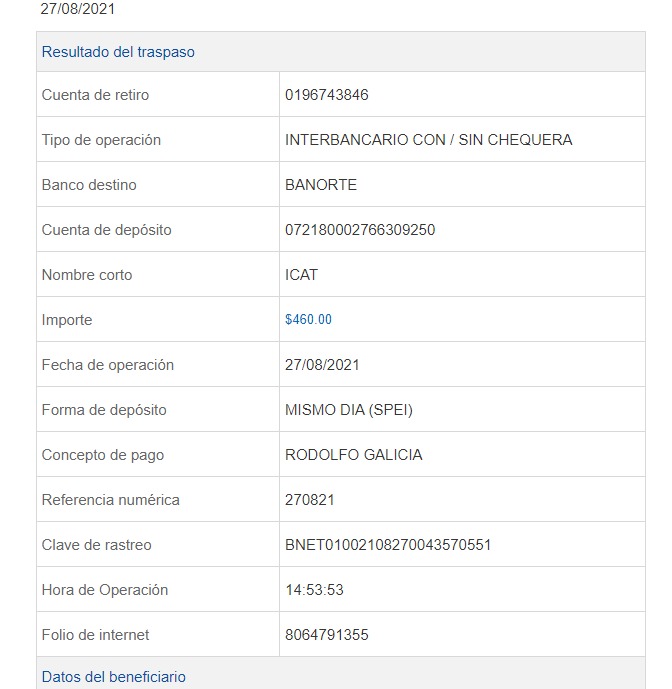 27/08/2021
Resultado del traspaso
Cuenta de retiro 0196743846
Tipo de operación INTERBANCARIO CON / SIN CHEQUERA
Banco destino BANORTE
Cuenta de depósito 072180002766309250
Nombre corto ICAT
Importe $460.00
Fecha de operación 27/08/2021
Forma de depósito MISMO DIA (SPEI)
Concepto de pago RODOLFO GALICIA
Referencia numérica 270821
Clave de rastreo BNET01002108270043570551
Hora de Operación 14:53:53
Folio de internet 8064791355
Datos del beneficiario